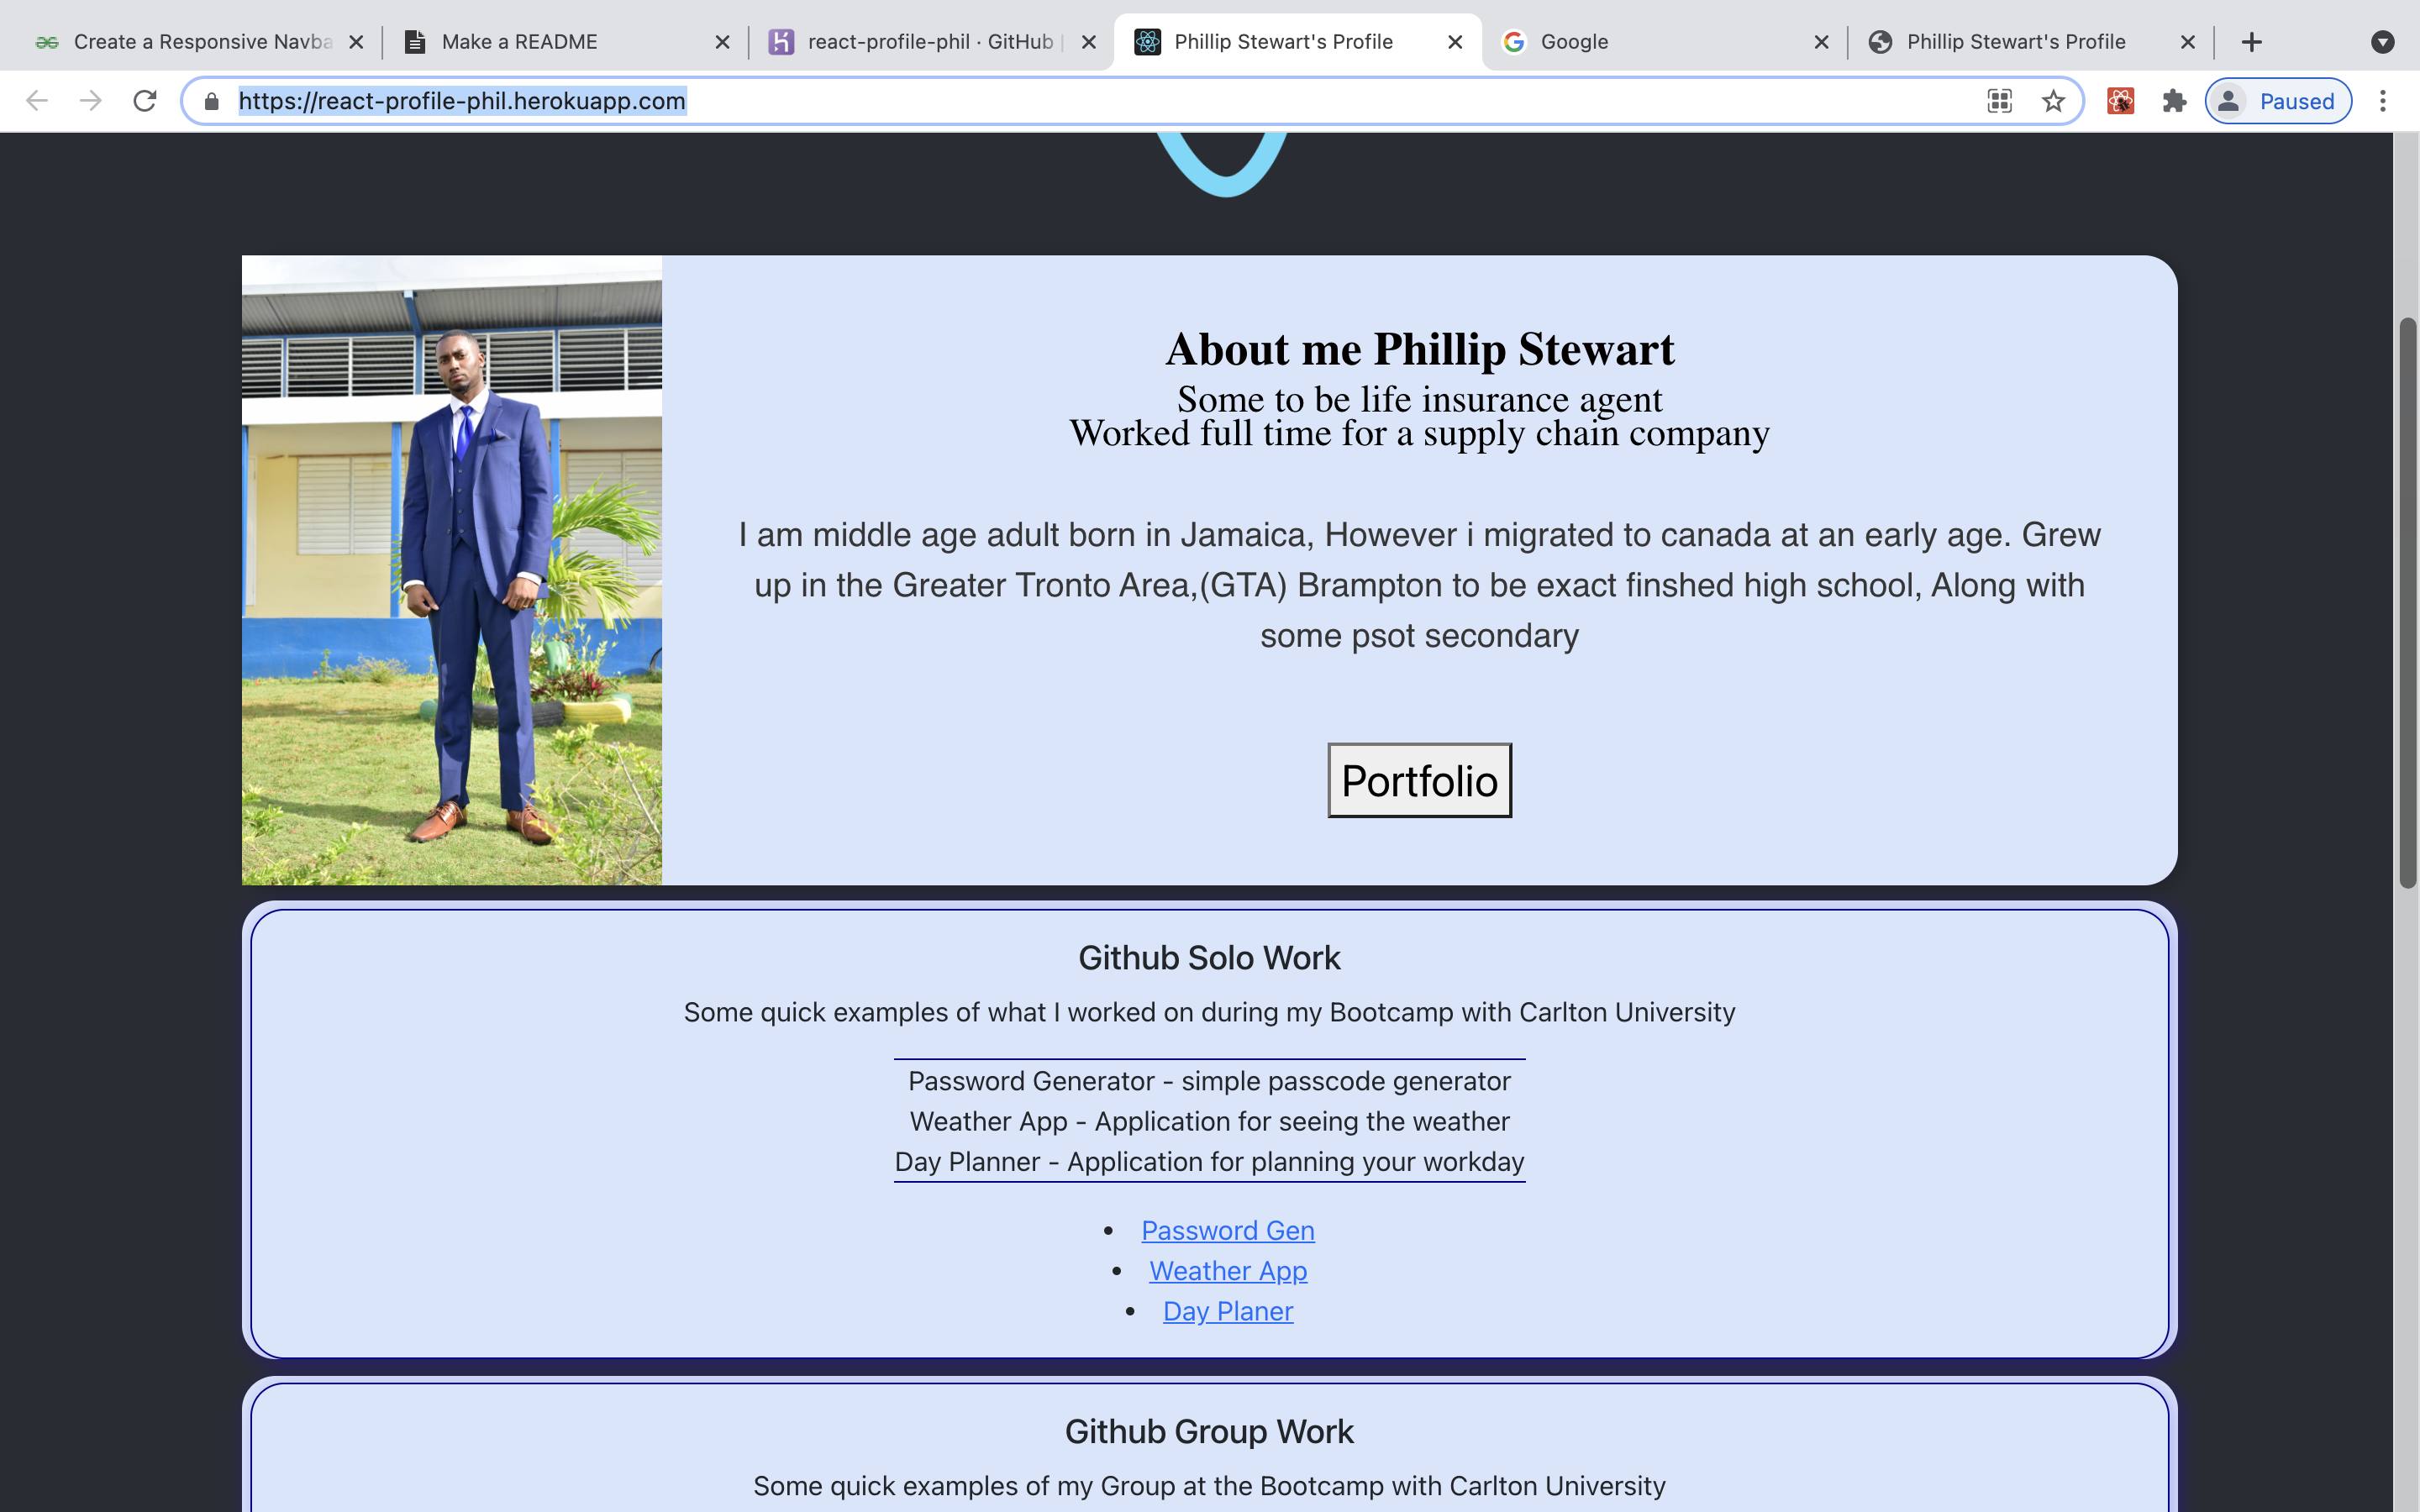 Create a Responsive Navba
Make a README
react-profile-phil · GitHub
Phillip Stewart's Profile
Google
Phillip Stewart's Profile
https://react-profile-phil.herokuapp.com
Paused
About me Phillip Stewart
Some to be life insurance agent
Worked full time for a supply chain company
I am middle age adult born in Jamaica, However i migrated to canada at an early age. Grew
up in the Greater Tronto Area,(GTA) Brampton to be exact finshed high school, Along with
some psot secondary
Portfolio
Github Solo Work
Some quick examples of what I worked on during my Bootcamp with Carlton University
Password Generator - simple passcode generator
Weather App - Application for seeing the weather
Day Planner - Application for planning your workday
• Password Gen
• Weather App
• Day Planer
Github Group Work
Some quick examples of my Group at the Bootcamp with Carlton University